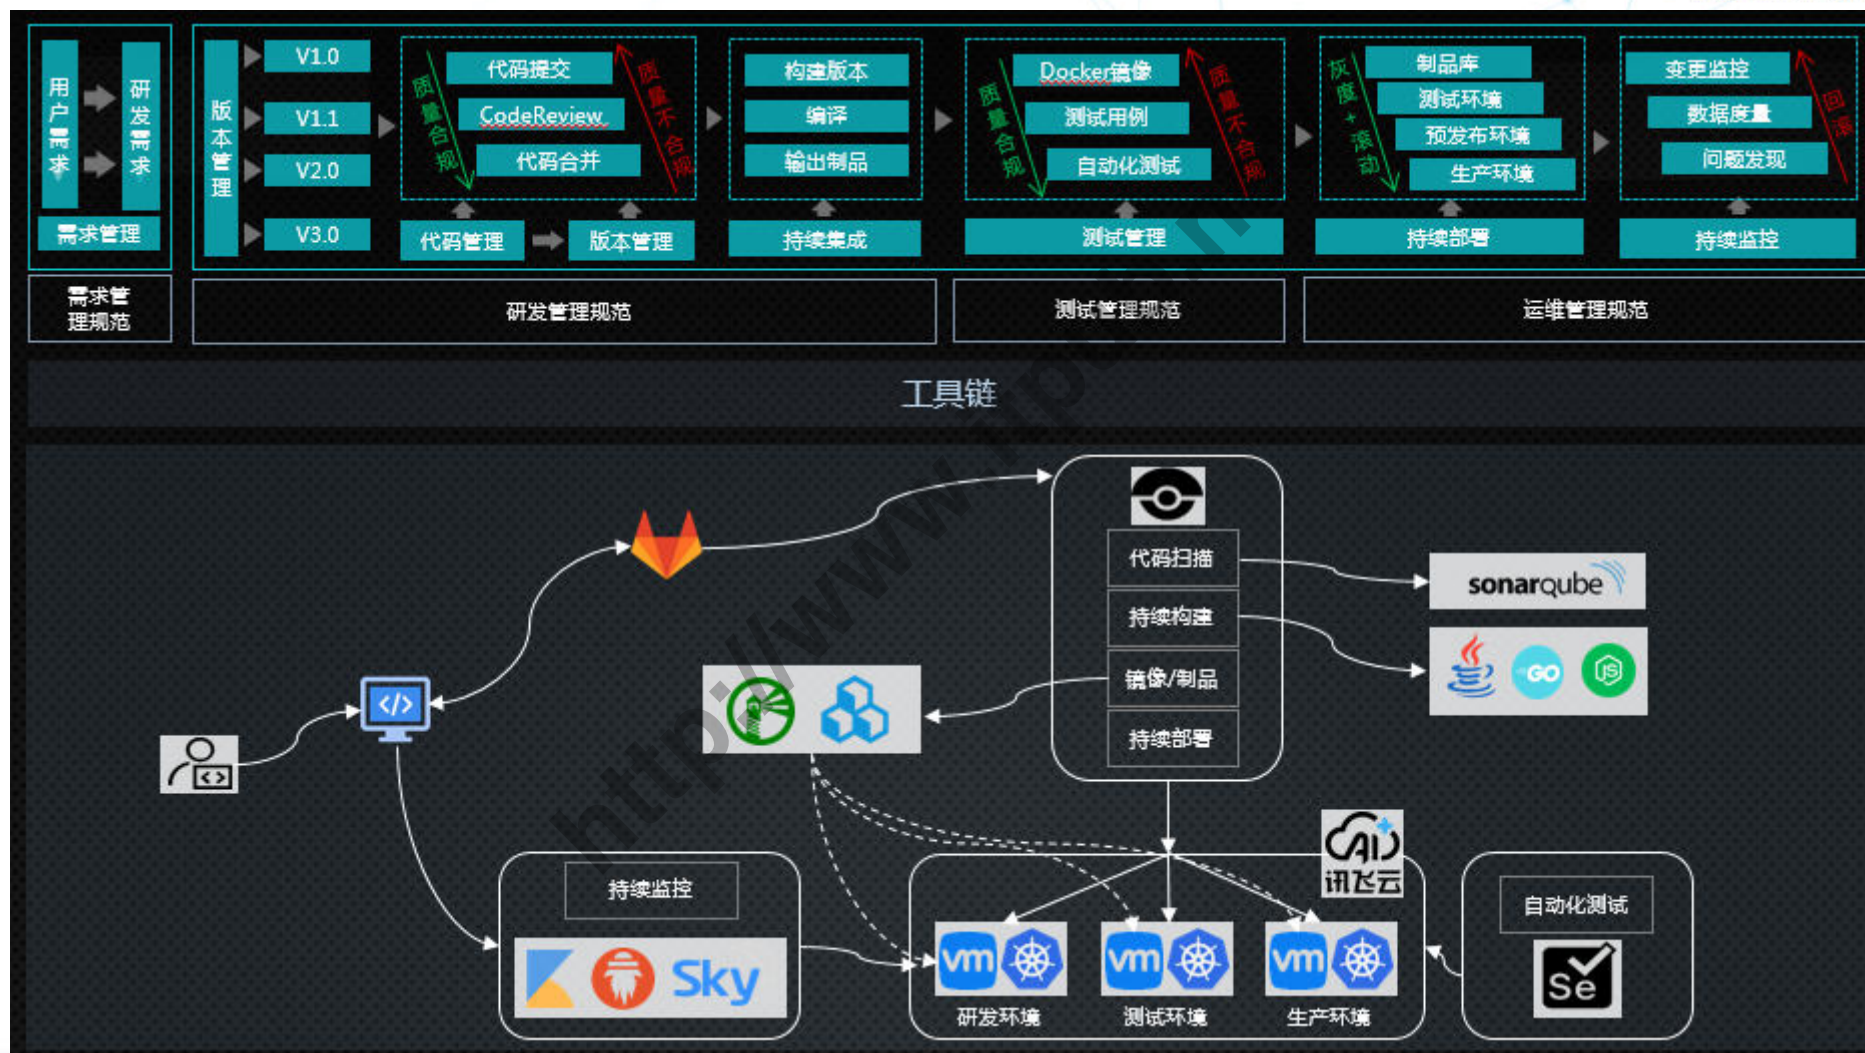 用户需求
研发需求
需求管理
版本管理
V1.0
V1.1
V2.0
V3.0
质量合规
代码提交
CodeReview
代码合并
质量不合规
代码管理
版本管理
构建版本
编译
输出制品
持续集成
质量合规
Docker镜像
测试用例
自动化测试
质量不合规
测试管理
灰度+滚动
制品库
测试环境
预发布环境
生产环境
持续部署
变更监控
数据度量
问题发现
回滚
持续监控
需求管
理规范
研发管理规范
测试管理规范
运维管理规范
工具链
代码扫描
持续构建
镜像/制品
持续部署
sonarqube
GO
JS
持续监控
Sky
AI
讯飞云
vm
研发环境
vm
测试环境
vm
生产环境
自动化测试
Se